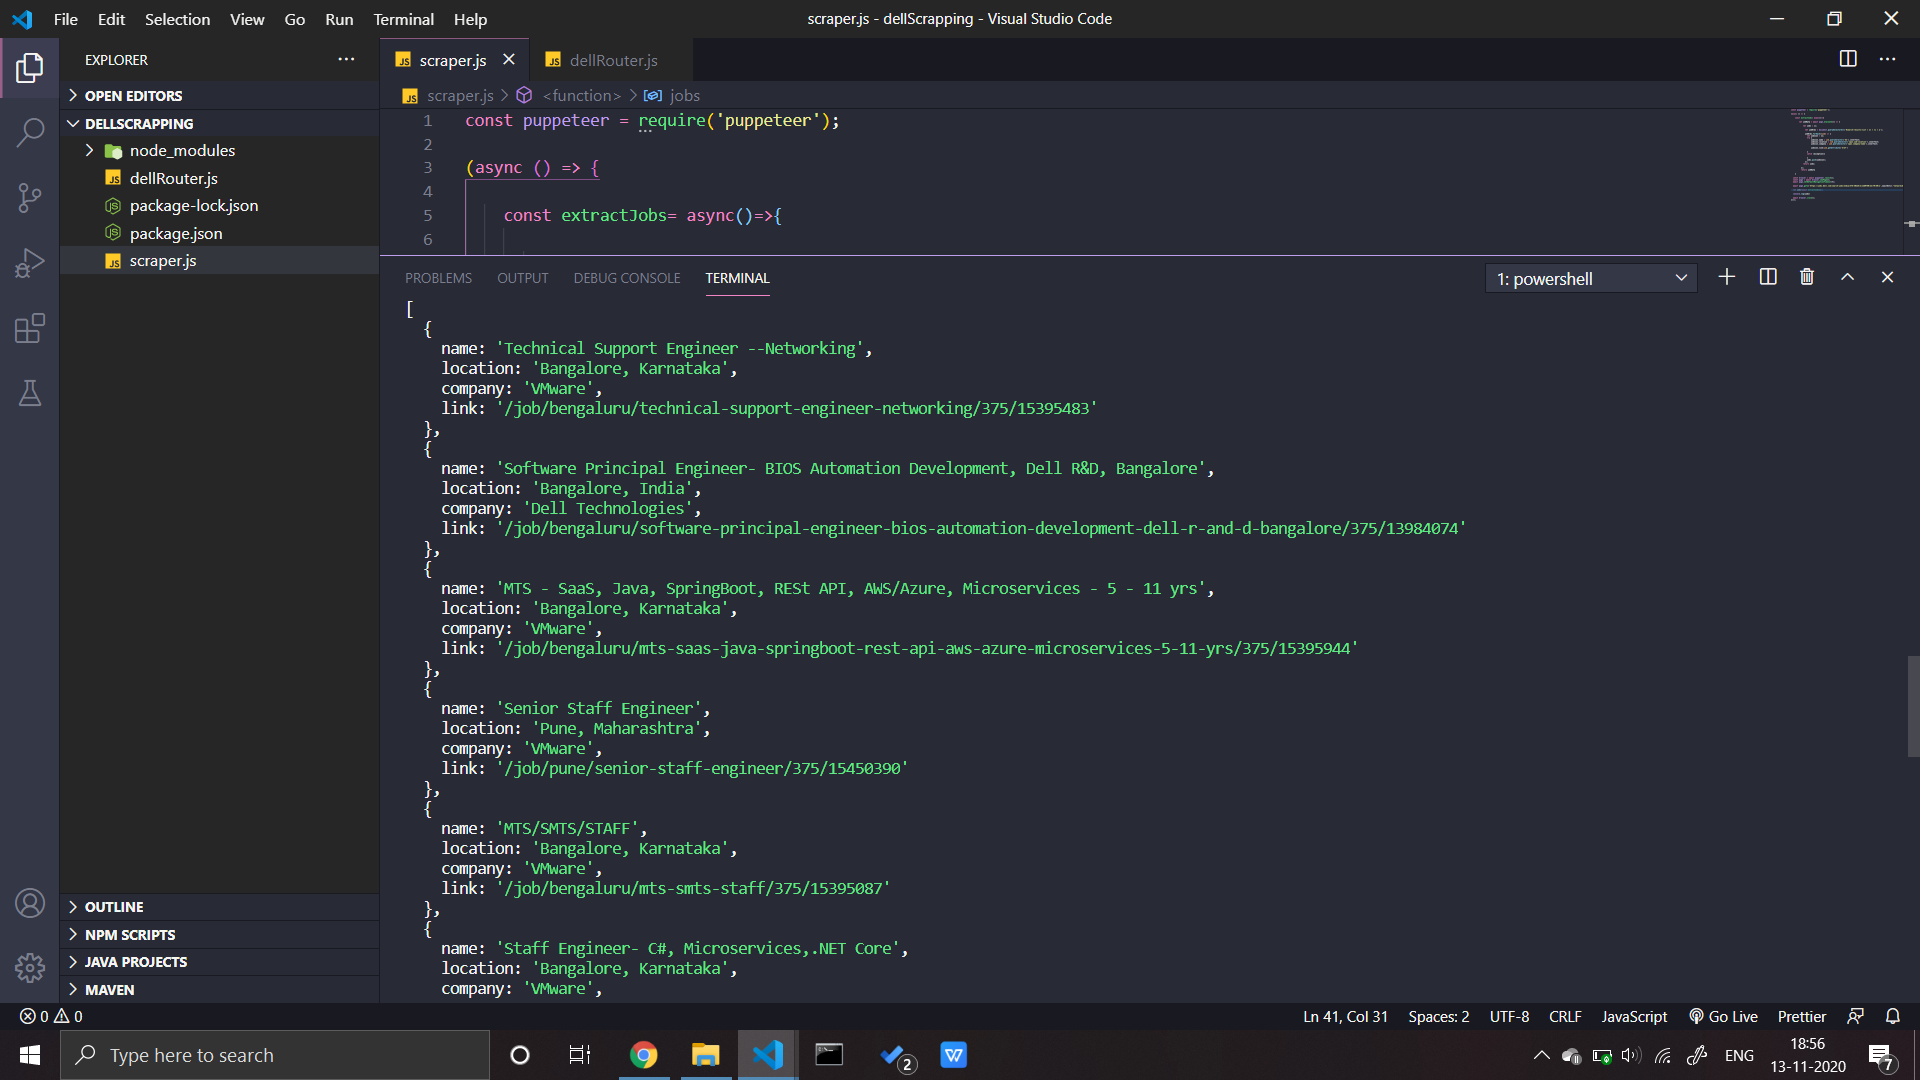 File Edit Selection View Go Run Terminal Help
scraper.js - dellScrapping - Visual Studio Code
EXPLORER
OPEN EDITORS
DELLSCRAPPING
node_modules
dellRouter.js
package-lock.json
package.json
scraper.js
OUTLINE
NPM SCRIPTS
JAVA PROJECTS
MAVEN
scraper.js dellRouter.js
scraper.js > <function> > jobs
1 const puppeteer = require('puppeteer');
2
3 (async () => {
4
5 const extractJobs= async()=>{
6
PROBLEMS OUTPUT DEBUG CONSOLE TERMINAL
1: powershell
[
{
name: 'Technical Support Engineer --Networking',
location: 'Bangalore, Karnataka',
company: 'VMware',
link: '/job/bengaluru/technical-support-engineer-networking/375/15395483'
},
{
name: 'Software Principal Engineer- BIOS Automation Development, Dell R&D, Bangalore',
location: 'Bangalore, India',
company: 'Dell Technologies',
link: '/job/bengaluru/software-principal-engineer-bios-automation-development-dell-r-and-d-bangalore/375/13984074'
},
{
name: 'MTS - SaaS, Java, SpringBoot, RESt API, AWS/Azure, Microservices - 5 - 11 yrs',
location: 'Bangalore, Karnataka',
company: 'VMware',
link: '/job/bengaluru/mts-saas-java-springboot-rest-api-aws-azure-microservices-5-11-yrs/375/15395944'
},
{
name: 'Senior Staff Engineer',
location: 'Pune, Maharashtra',
company: 'VMware',
link: '/job/pune/senior-staff-engineer/375/15450390'
},
{
name: 'MTS/SMTS/STAFF',
location: 'Bangalore, Karnataka',
company: 'VMware',
link: '/job/bengaluru/mts-smts-staff/375/15395087'
},
{
name: 'Staff Engineer- C#, Microservices,.NET Core',
location: 'Bangalore, Karnataka',
company: 'VMware',
0 0
Ln 41, Col 31 Spaces: 2 UTF-8 CRLF JavaScript Go Live Prettier
Type here to search
2
W
ENG
18:56
13-11-2020
7